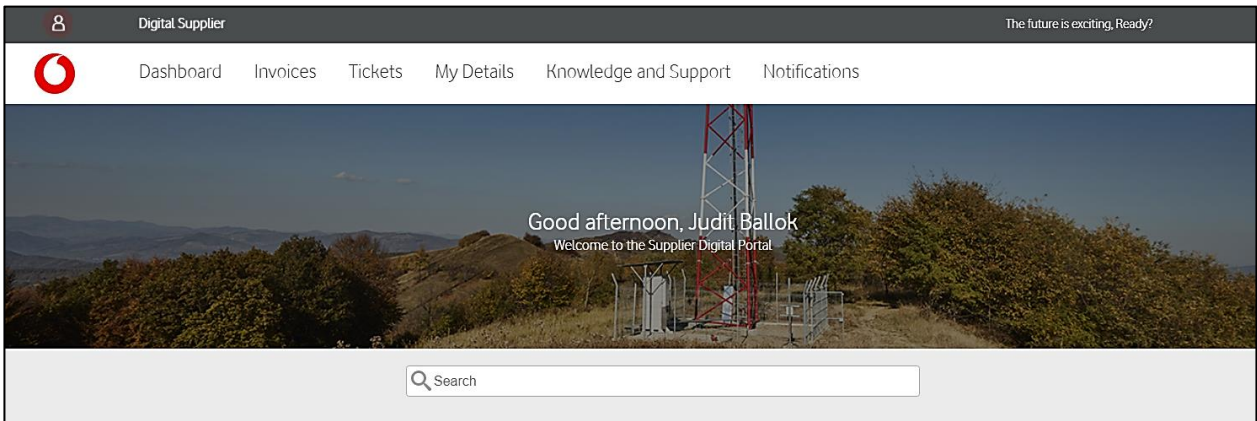 Digital Supplier The future is exciting, Ready?
Dashboard Invoices Tickets My Details Knowledge and Support Notifications
Good afternoon, Judit Ballok
Welcome to the Supplier Digital Portal
Search